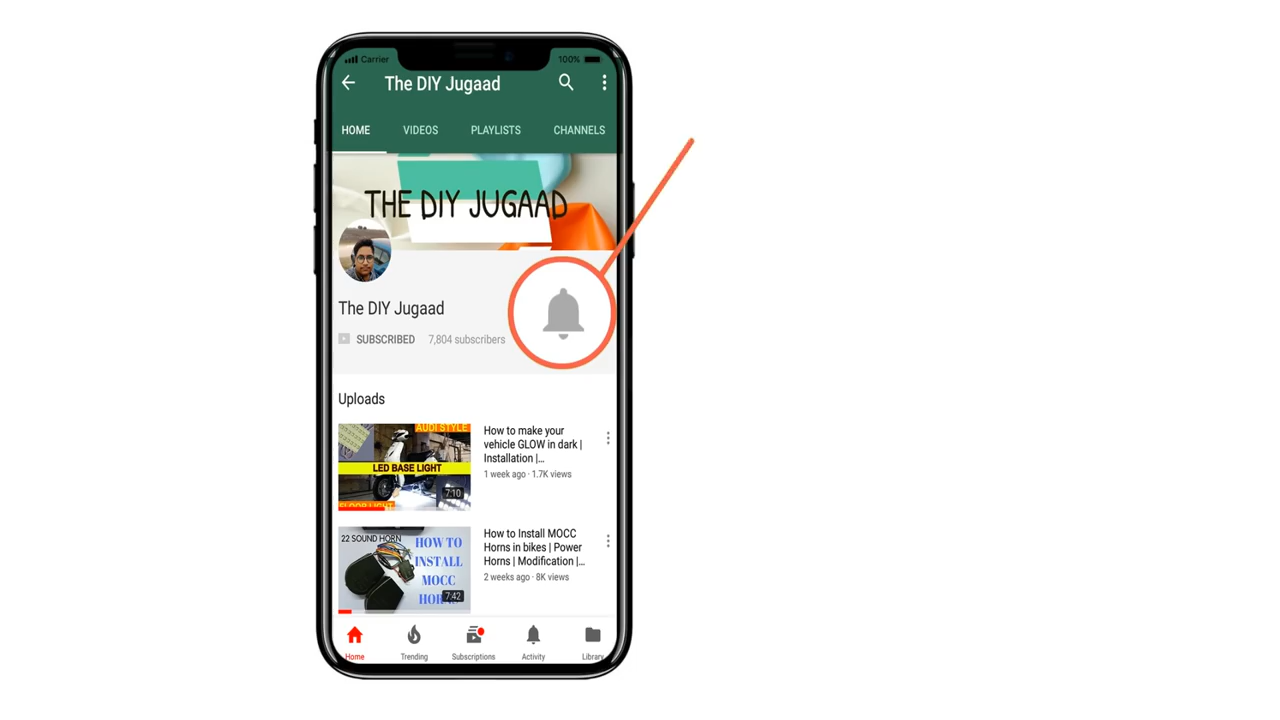 Carrier
100%
The DIY Jugaad
HOME VIDEOS PLAYLISTS CHANNELS
THE DIY JUGAAD
The DIY Jugaad
SUBSCRIBED 7,804 subscribers
Uploads
AUDI STYLE
LED BASE LIGHT
7:10
FLOOR LIGHT
How to make your
vehicle GLOW in dark |
Installation |...
1 week ago · 1.7K views
22 SOUND HORN
HOW TO
INSTALL
MOCC
7:42
How to Install MOCC
Horns in bikes | Power
Horns | Modification |...
2 weeks ago · 8K views
Home Trending Subscriptions Activity Library